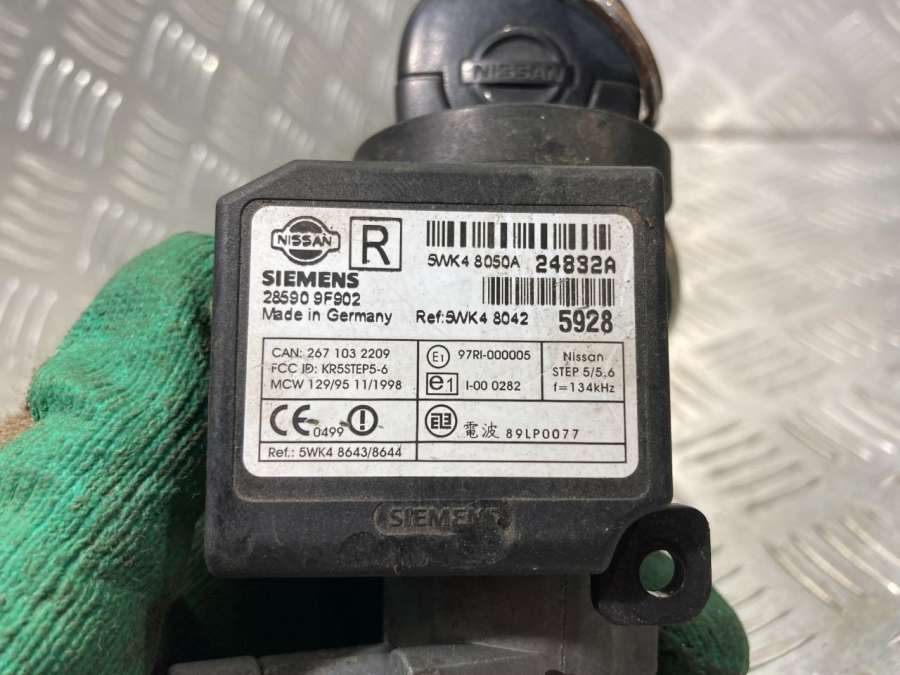 NISSAN
NISSAN
R
5WK4 8050A 24832A
SIEMENS
28590 9F902
Made in Germany
Ref:5WK4 8042 5928
CAN: 267 103 2209
FCC ID: KR5STEP5-6
MCW 129/95 11/1998
E1 97RI-000005
e1 I-00 0282
Nissan
STEP 5/5.6
f=134kHz
CE 0499
電波 89LP0077
Ref.: 5WK4 8643/8644
SIEMENS